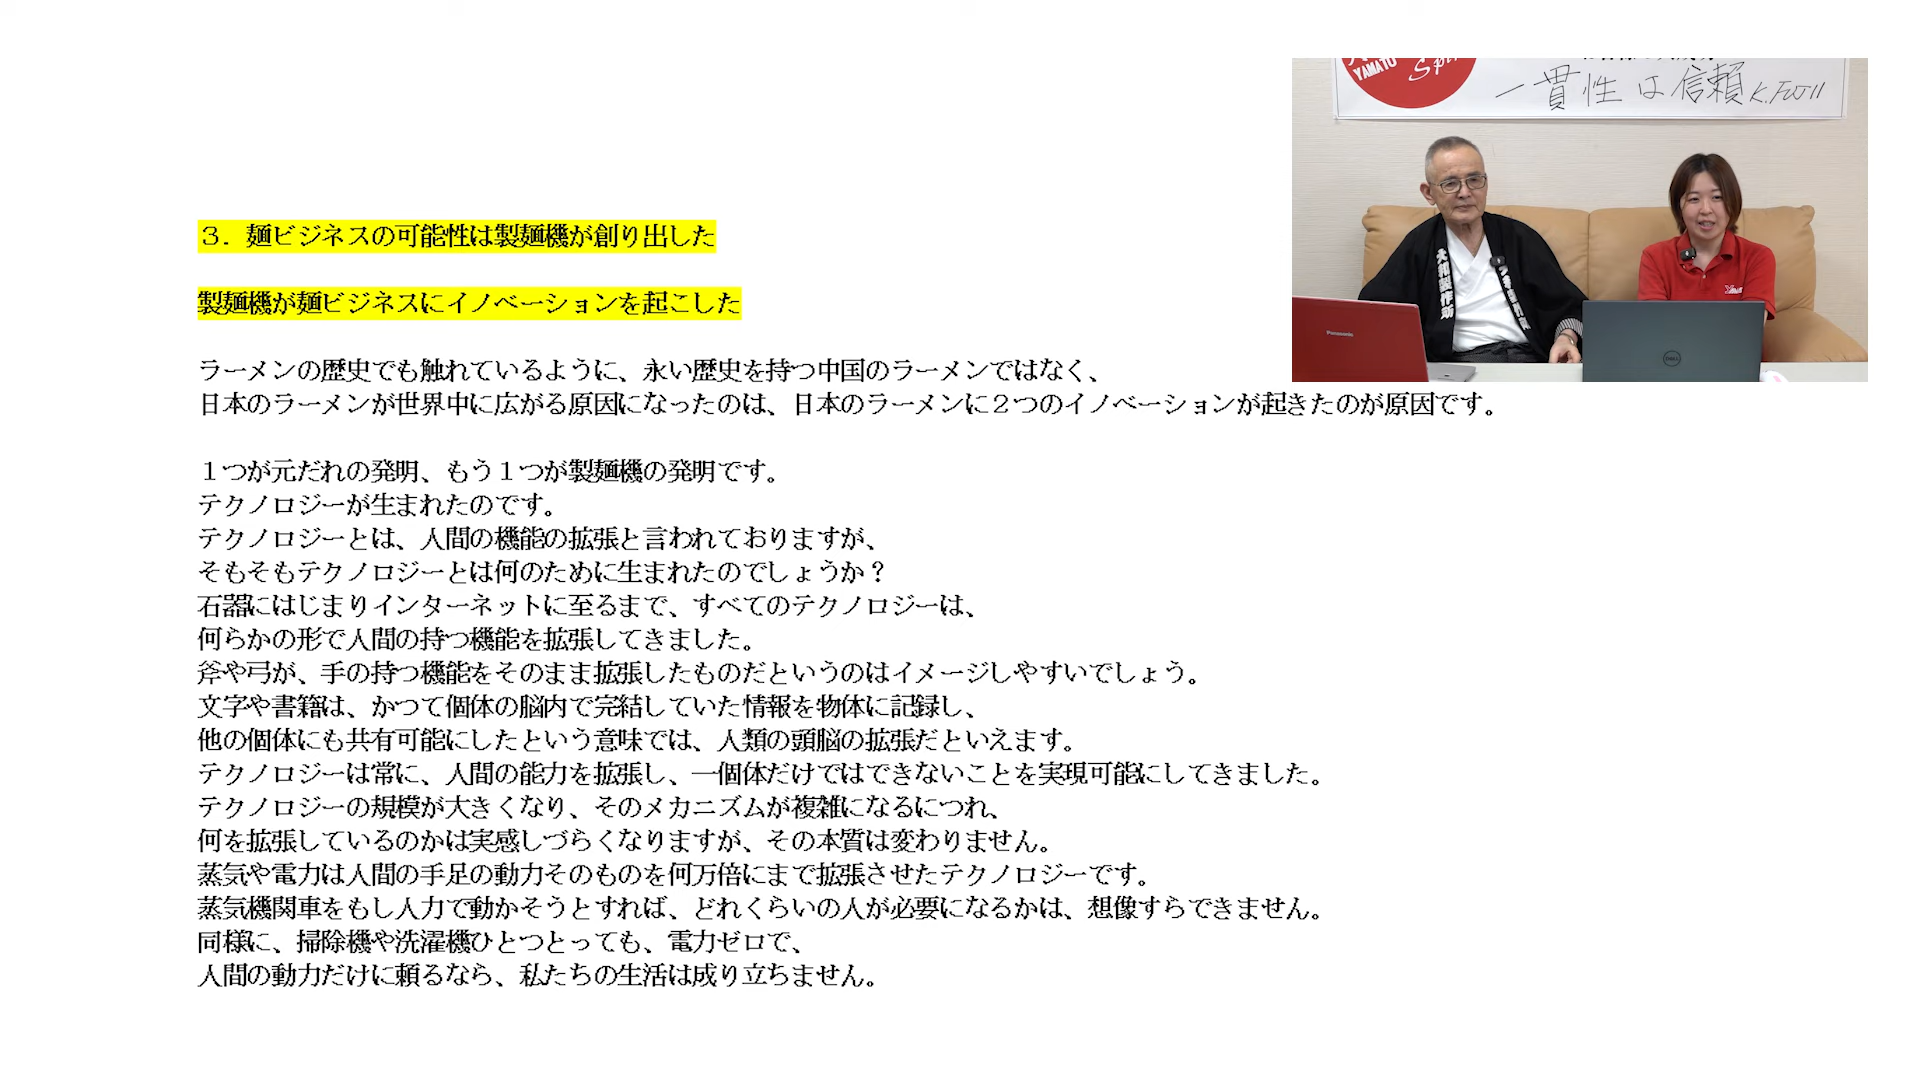 ３．麺ビジネスの可能性は製麺機が創り出した
製麺機が麺ビジネスにイノベーションを起こした
ラーメンの歴史でも触れているように、永い歴史を持つ中国のラーメンではなく、
日本のラーメンが世界中に広がる原因になったのは、日本のラーメンに２つのイノベーションが起きたのが原因です。
１つが元だれの発明、もう１つが製麺機の発明です。
テクノロジーが生まれたのです。
テクノロジーとは、人間の機能の拡張と言われておりますが、
そもそもテクノロジーとは何のために生まれたのでしょうか？
石器にはじまりインターネットに至るまで、すべてのテクノロジーは、
何らかの形で人間の持つ機能を拡張してきました。
斧や弓が、手の持つ機能をそのまま拡張したものだというのはイメージしやすいでしょう。
文字や書籍は、かつて個体の脳内で完結していた情報を物体に記録し、
他の個体にも共有可能にしたという意味では、人類の頭脳の拡張だといえます。
テクノロジーは常に、人間の能力を拡張し、一個体だけではできないことを実現可能にしてきました。
テクノロジーの規模が大きくなり、そのメカニズムが複雑になるにつれ、
何を拡張しているのかは実感しづらくなりますが、その本質は変わりません。
蒸気や電力は人間の手足の動力そのものを何万倍にまで拡張させたテクノロジーです。
蒸気機関車をもし人力で動かそうとすれば、どれくらいの人が必要になるかは、想像すらできません。
同様に、掃除機や洗濯機ひとつとっても、電力ゼロで、
人間の動力だけに頼るなら、私たちの生活は成り立ちません。
YAMATO
一貫性は信頼 K.FUJII
大和製作所
Panasonic
DELL